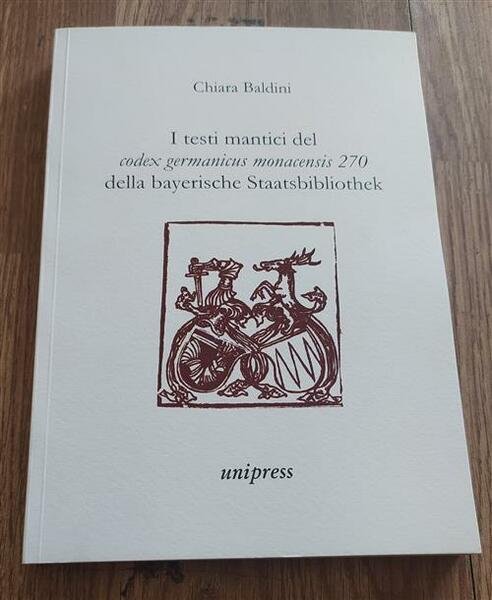 Chiara Baldini
I testi mantici del
codex germanicus monacensis 270
della bayerische Staatsbibliothek
unipress